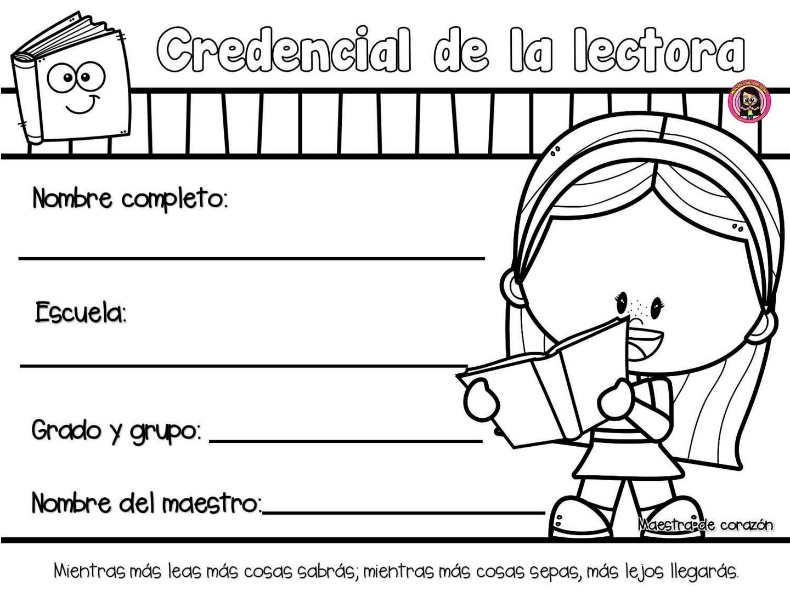 Credencial de la lectora
Nombre completo:
Escuela:
Grado y grupo:
Nombre del maestro:
Maestra de corazón
Mientras más leas más cosas sabrás; mientras más cosas sepas, más lejos llegarás.